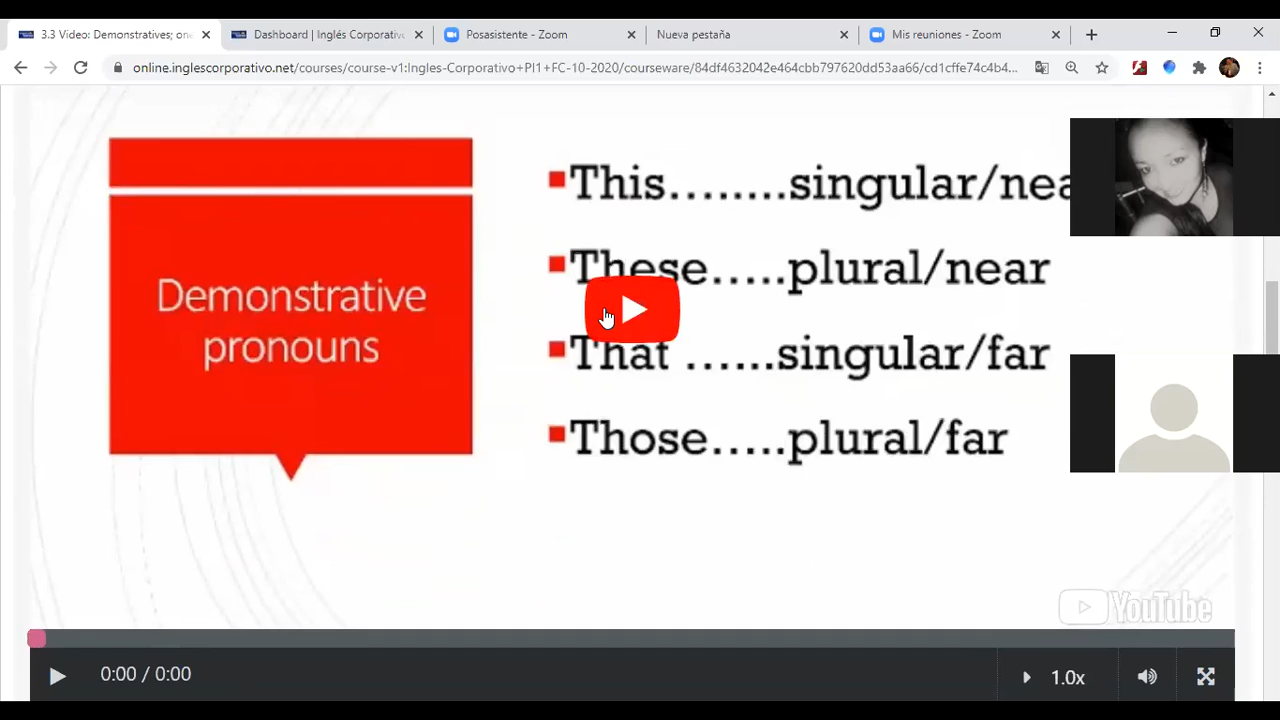 3.3 Video: Demonstratives; one
Dashboard | Inglés Corporativo
Posasistente - Zoom
Nueva pestaña
Mis reuniones - Zoom
online.inglescorporativo.net/courses/course-v1:Ingles-Corporativo+PI1+FC-10-2020/courseware/84df4632042e464cbb797620dd53aa66/cd1cffe74c4b4...
Demonstrative
pronouns
This........singular/nea
These.....plural/near
That ......singular/far
Those.....plural/far
YouTube
0:00 / 0:00
1.0x